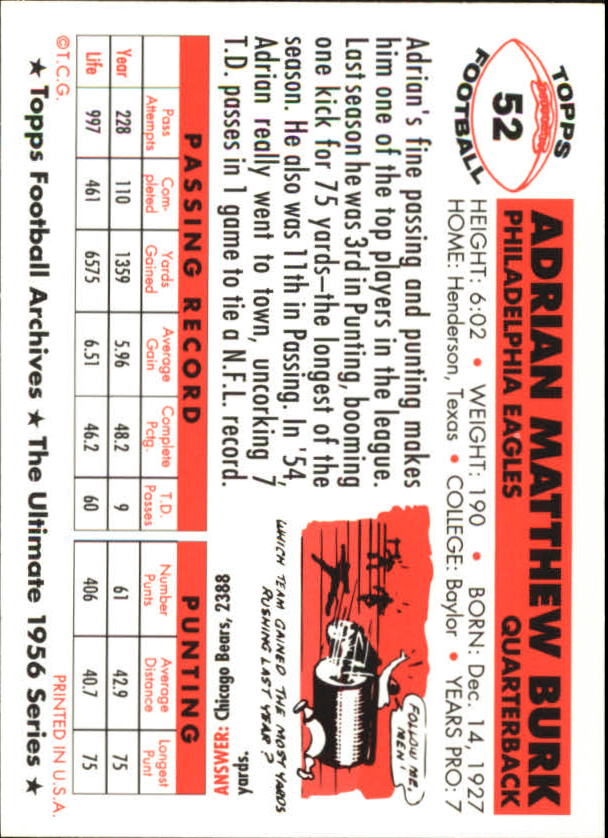 TOPPS
52
FOOTBALL
ADRIAN MATTHEW BURK
PHILADELPHIA EAGLES QUARTERBACK
HEIGHT: 6:02 • WEIGHT: 190 • BORN: Dec. 14, 1927
HOME: Henderson, Texas • COLLEGE: Baylor • YEARS PRO: 7
Adrian's fine passing and punting makes
him one of the top players in the league.
Last season he was 3rd in Punting, booming
one kick for 75 yards—the longest of the
season. He also was 11th in Passing. In '54,
Adrian really went to town, uncorking 7
T.D. passes in 1 game to tie a N.F.L. record.
FOLLOW ME, MEN!
WHICH TEAM GAINED THE MOST YARDS
RUSHING LAST YEAR?
ANSWER: Chicago Bears, 2388
yards.
PASSING RECORD
Pass Attempts Com-pleted Yards Gained Average Gain Complete Pctg. T.D. Passes
Year 228 110 1359 5.96 48.2 9
Life 997 461 6575 6.51 46.2 60
PUNTING
Number Punts Average Distance Longest Punt
61 42.9 75
406 40.7 75
©T.C.G. PRINTED IN U.S.A.
★ Topps Football Archives ★ The Ultimate 1956 Series ★